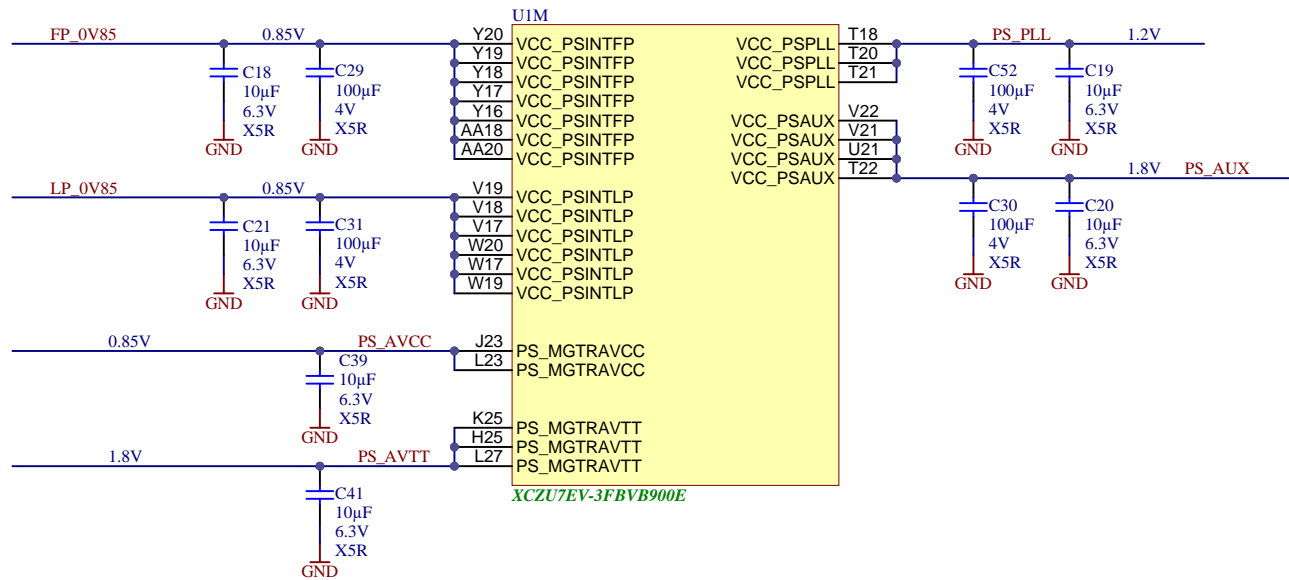 U1M
FP_0V85
0.85V
Y20
Y19
Y18
Y17
Y16
AA18
AA20
VCC_PSINTFP
VCC_PSINTFP
VCC_PSINTFP
VCC_PSINTFP
VCC_PSINTFP
VCC_PSINTFP
VCC_PSINTFP
C18
10µF
6.3V
X5R
GND
C29
100µF
4V
X5R
GND
LP_0V85
0.85V
V19
V18
V17
W20
W17
W19
VCC_PSINTLP
VCC_PSINTLP
VCC_PSINTLP
VCC_PSINTLP
VCC_PSINTLP
VCC_PSINTLP
C21
10µF
6.3V
X5R
GND
C31
100µF
4V
X5R
GND
0.85V
PS_AVCC
J23
L23
PS_MGTRAVCC
PS_MGTRAVCC
C39
10µF
6.3V
X5R
GND
1.8V
PS_AVTT
K25
H25
L27
PS_MGTRAVTT
PS_MGTRAVTT
PS_MGTRAVTT
C41
10µF
6.3V
X5R
GND
VCC_PSPLL
VCC_PSPLL
VCC_PSPLL
T18
T20
T21
PS_PLL
1.2V
C52
100µF
4V
X5R
GND
C19
10µF
6.3V
X5R
GND
VCC_PSAUX
VCC_PSAUX
VCC_PSAUX
VCC_PSAUX
V22
V21
U21
T22
1.8V
PS_AUX
C30
100µF
4V
X5R
GND
C20
10µF
6.3V
X5R
GND
XCZU7EV-3FBVB900E